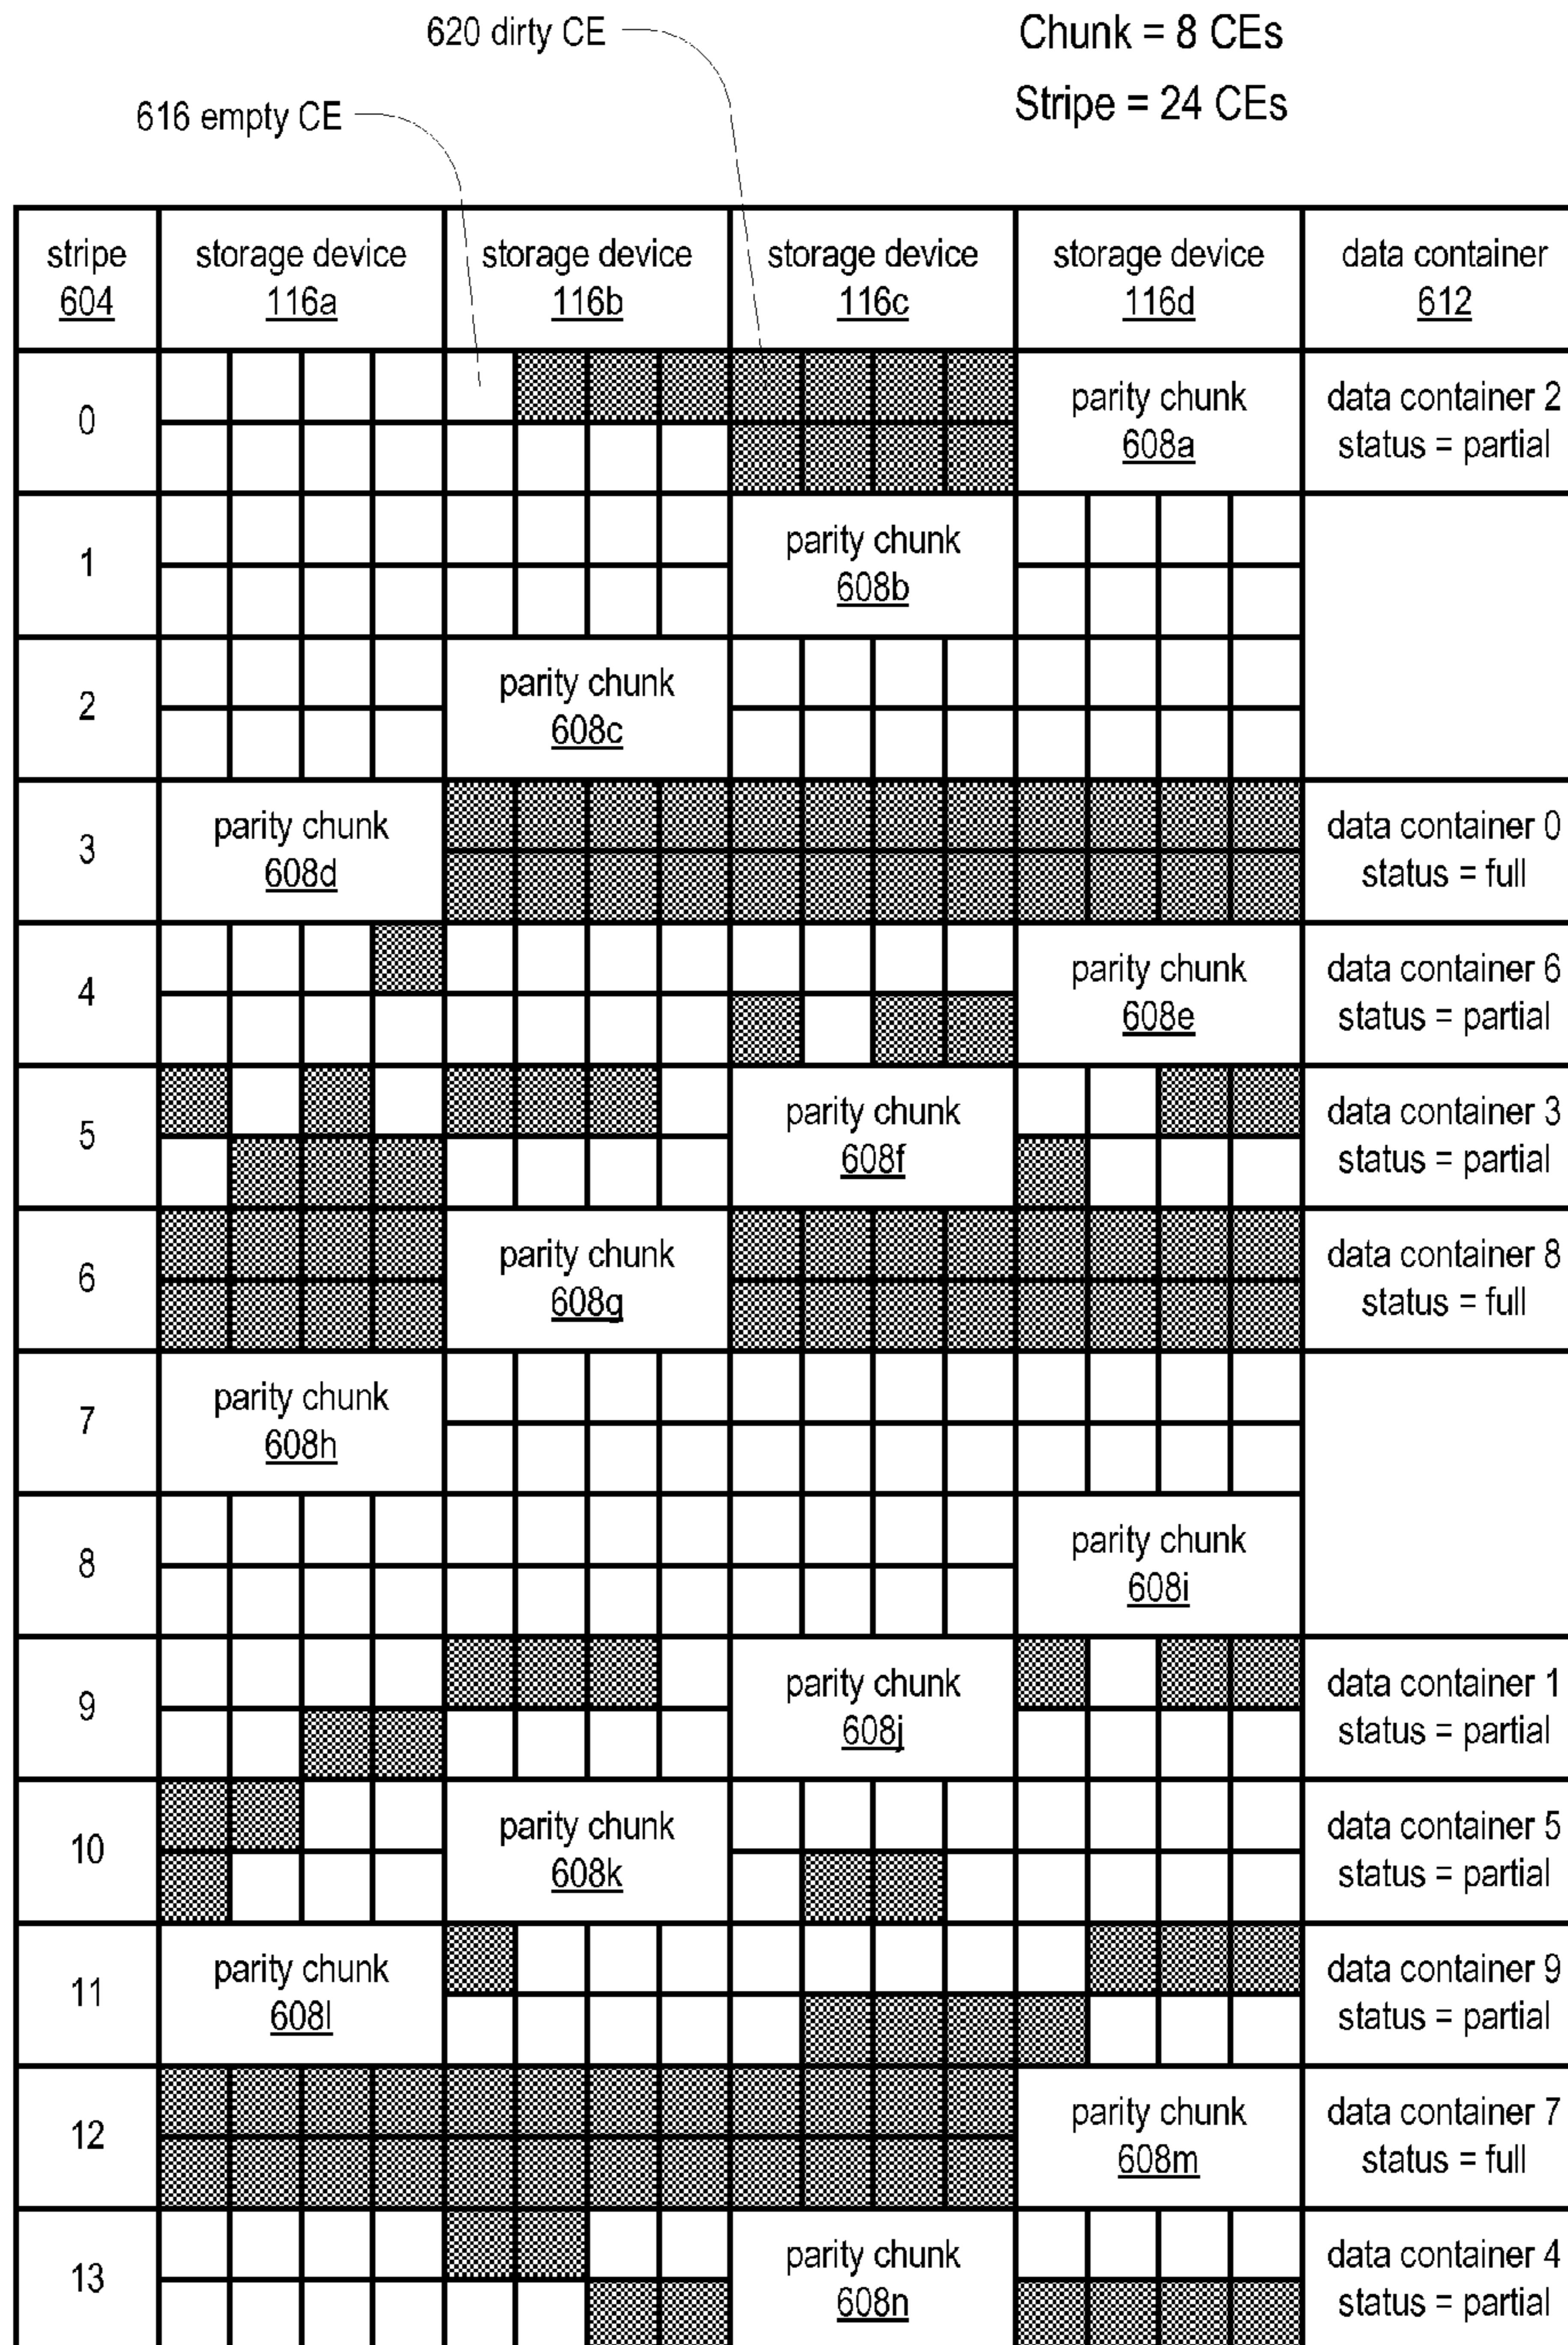 620 dirty CE
Chunk = 8 CEs
616 empty CE
Stripe = 24 CEs
stripe
604
storage device
116a
storage device
116b
storage device
116c
storage device
116d
data container
612
0
parity chunk
608a
data container 2
status = partial
1
parity chunk
608b
2
parity chunk
608c
3
parity chunk
608d
data container 0
status = full
4
parity chunk
608e
data container 6
status = partial
5
parity chunk
608f
data container 3
status = partial
6
parity chunk
608g
data container 8
status = full
7
parity chunk
608h
8
parity chunk
608i
9
parity chunk
608j
data container 1
status = partial
10
parity chunk
608k
data container 5
status = partial
11
parity chunk
608l
data container 9
status = partial
12
parity chunk
608m
data container 7
status = full
13
parity chunk
608n
data container 4
status = partial